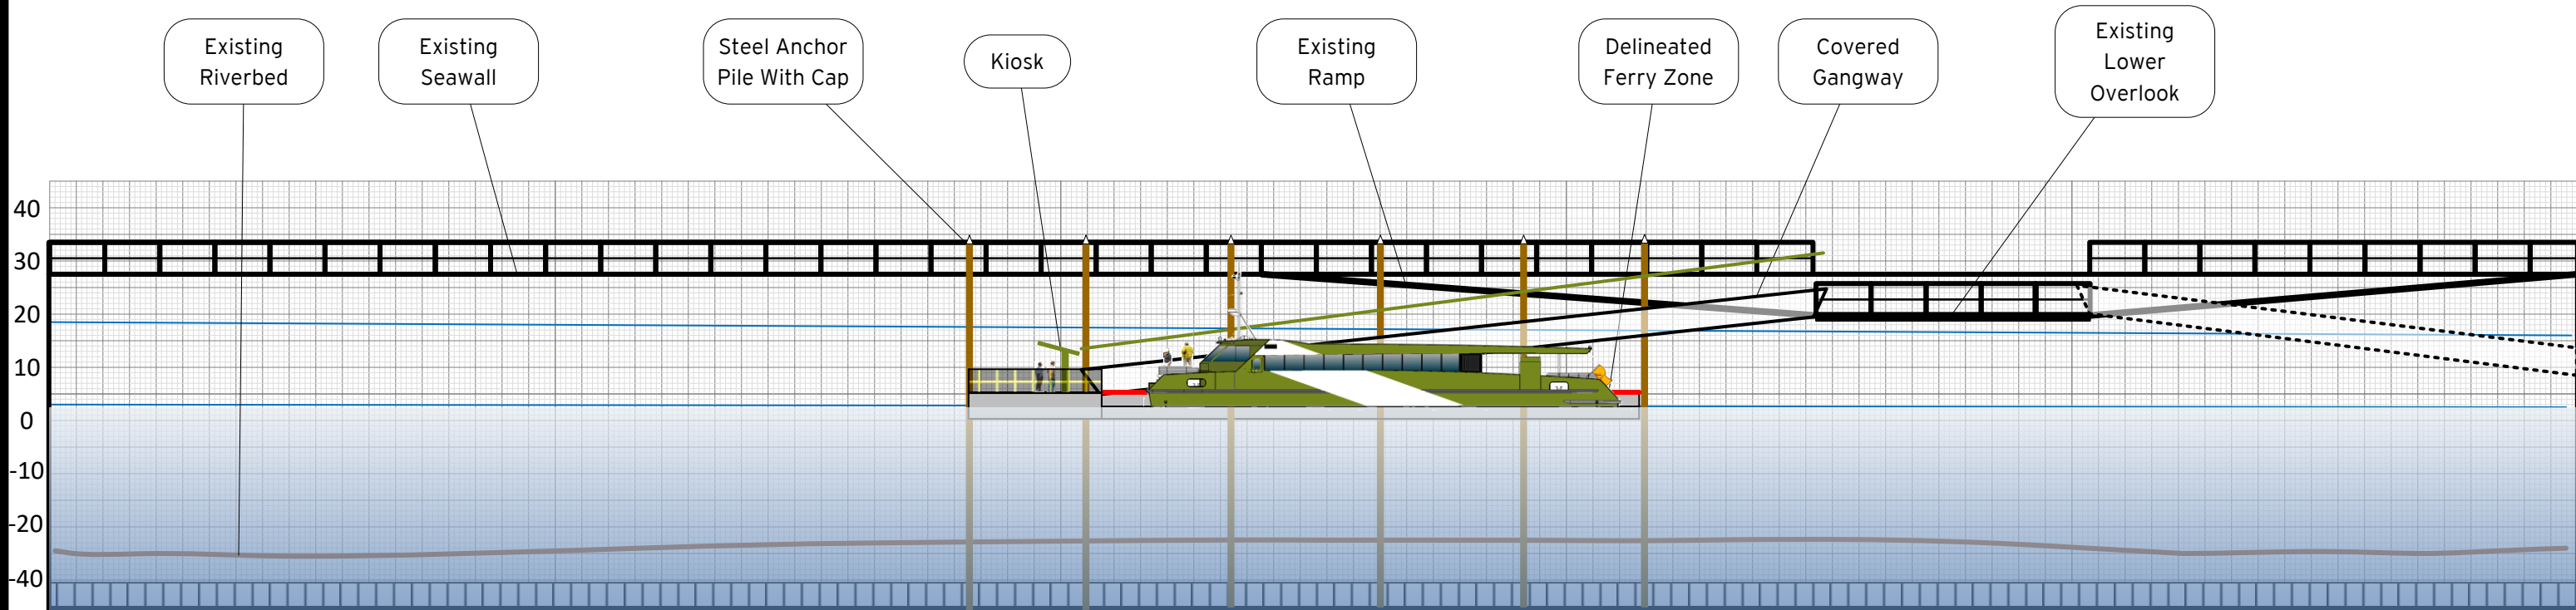 Existing
Riverbed
Existing
Seawall
Steel Anchor
Pile With Cap
Kiosk
Existing
Ramp
Delineated
Ferry Zone
Covered
Gangway
Existing
Lower
Overlook
40
30
20
10
0
-10
-20
-40